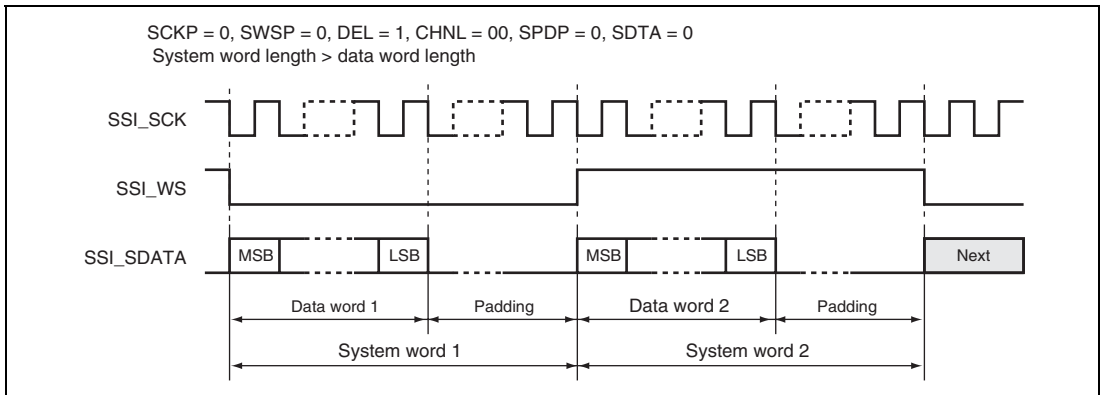 SCKP = 0, SWSP = 0, DEL = 1, CHNL = 00, SPDP = 0, SDTA = 0
System word length > data word length
SSI_SCK
SSI_WS
SSI_SDATA
MSB
LSB
MSB
LSB
Next
Data word 1
Padding
Data word 2
Padding
System word 1
System word 2